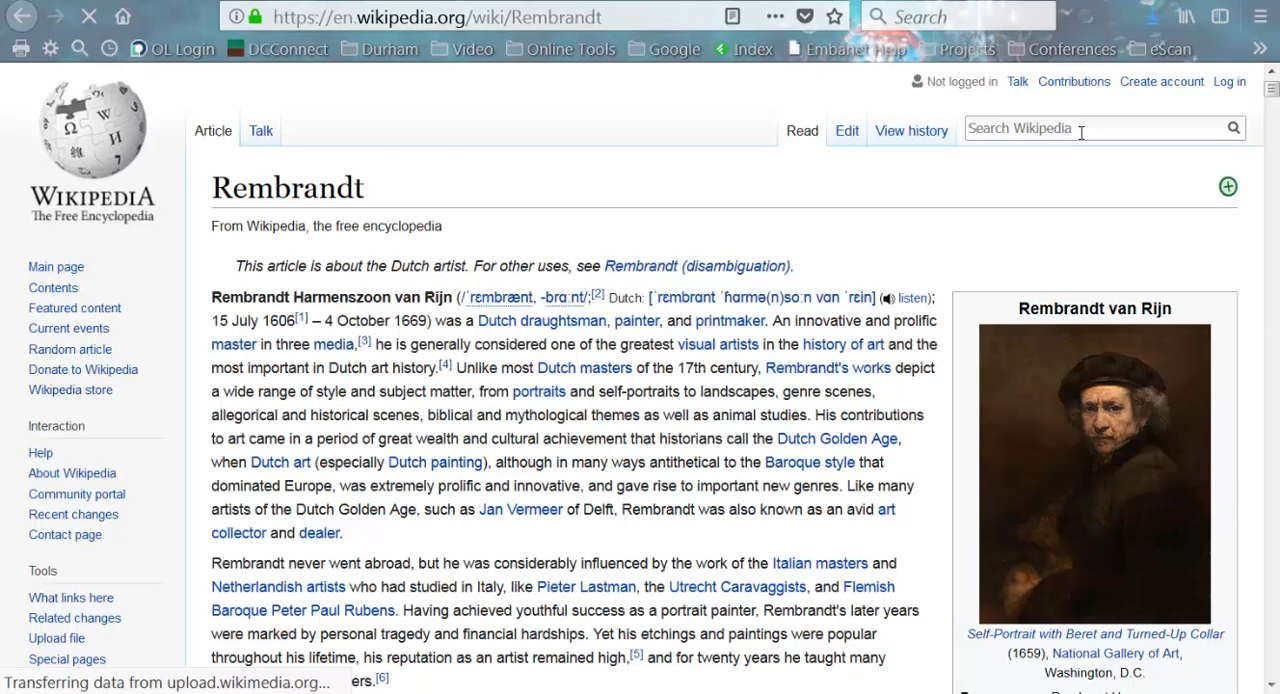 https://en.wikipedia.org/wiki/Rembrandt
Search
OL Login DCConnect Durham Video Online Tools Google Index Embanet Help Projects Conferences eScan
Not logged in Talk Contributions Create account Log in
Article Talk Read Edit View history Search Wikipedia
WIKIPEDIA
The Free Encyclopedia
Main page
Contents
Featured content
Current events
Random article
Donate to Wikipedia
Wikipedia store
Interaction
Help
About Wikipedia
Community portal
Recent changes
Contact page
Tools
What links here
Related changes
Upload file
Special pages
Rembrandt
From Wikipedia, the free encyclopedia
This article is about the Dutch artist. For other uses, see Rembrandt (disambiguation).
Rembrandt Harmenszoon van Rijn (/ˈrɛmbrænt, -brɑːnt/;[2] Dutch: [ˈrɛmbrɑnt ˈɦɑrmə(n)soːn vɑn ˈrɛin] (listen);
15 July 1606[1] – 4 October 1669) was a Dutch draughtsman, painter, and printmaker. An innovative and prolific
master in three media,[3] he is generally considered one of the greatest visual artists in the history of art and the
most important in Dutch art history.[4] Unlike most Dutch masters of the 17th century, Rembrandt's works depict
a wide range of style and subject matter, from portraits and self-portraits to landscapes, genre scenes,
allegorical and historical scenes, biblical and mythological themes as well as animal studies. His contributions
to art came in a period of great wealth and cultural achievement that historians call the Dutch Golden Age,
when Dutch art (especially Dutch painting), although in many ways antithetical to the Baroque style that
dominated Europe, was extremely prolific and innovative, and gave rise to important new genres. Like many
artists of the Dutch Golden Age, such as Jan Vermeer of Delft, Rembrandt was also known as an avid art
collector and dealer.
Rembrandt never went abroad, but he was considerably influenced by the work of the Italian masters and
Netherlandish artists who had studied in Italy, like Pieter Lastman, the Utrecht Caravaggists, and Flemish
Baroque Peter Paul Rubens. Having achieved youthful success as a portrait painter, Rembrandt's later years
were marked by personal tragedy and financial hardships. Yet his etchings and paintings were popular
throughout his lifetime, his reputation as an artist remained high,[5] and for twenty years he taught many
ers.[6]
Rembrandt van Rijn
Self-Portrait with Beret and Turned-Up Collar
(1659), National Gallery of Art,
Washington, D.C.
Transferring data from upload.wikimedia.org...